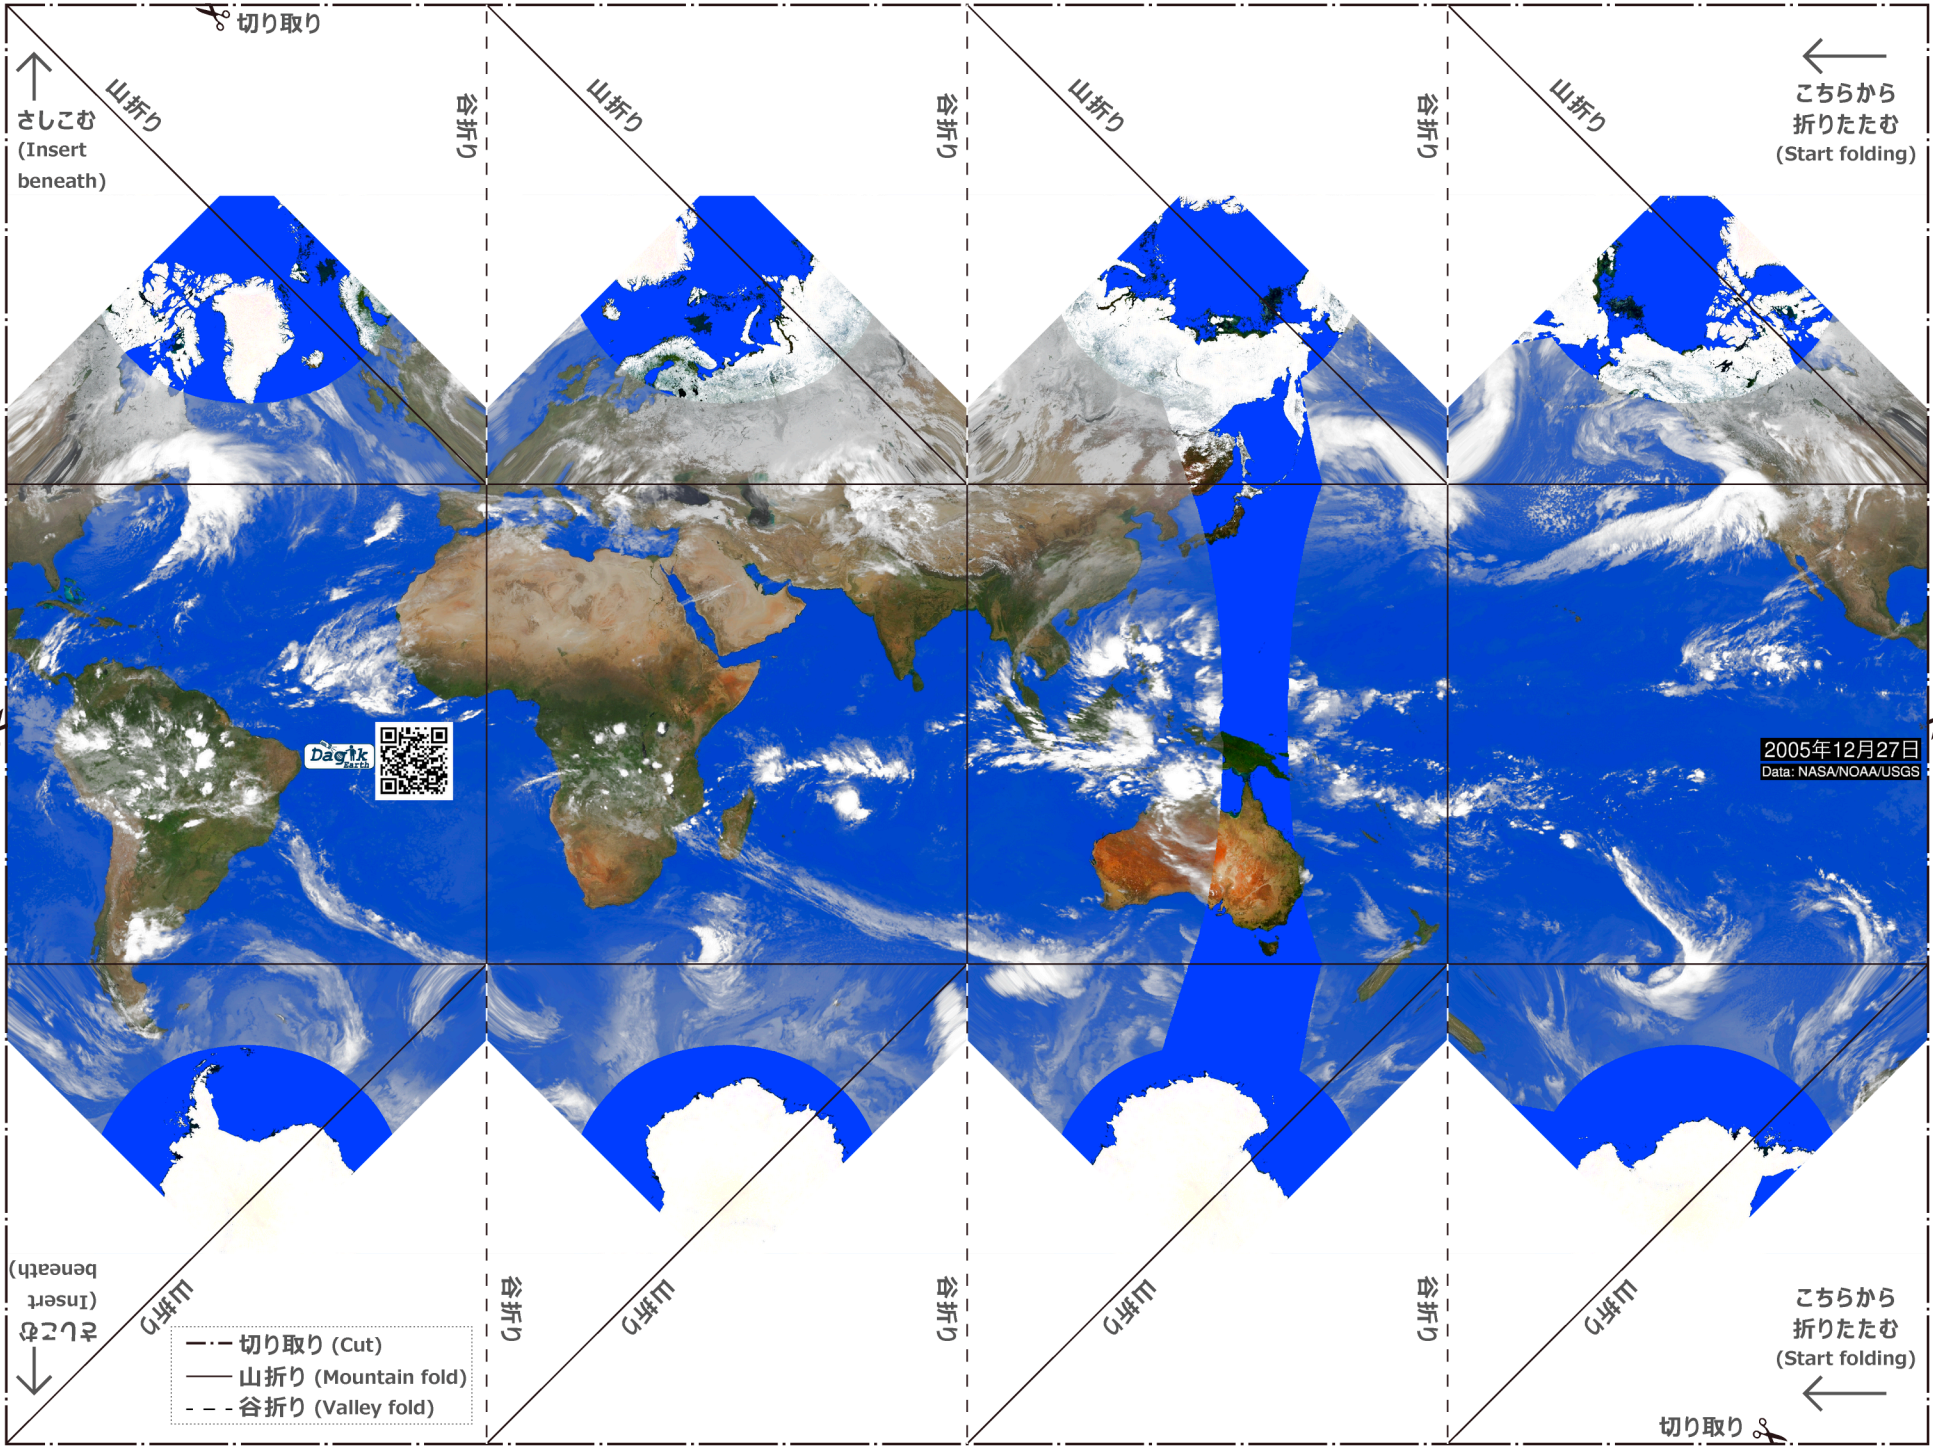 切り取り
さしこむ
(Insert
beneath)
山折り
谷折り
山折り
谷折り
山折り
谷折り
山折り
こちらから
折りたたむ
(Start folding)
Dagik
Earth
2005年12月27日
Data: NASA/NOAA/USGS
さしこむ
(Insert
beneath)
山折り
谷折り
山折り
谷折り
山折り
谷折り
山折り
こちらから
折りたたむ
(Start folding)
切り取り (Cut)
山折り (Mountain fold)
谷折り (Valley fold)
切り取り